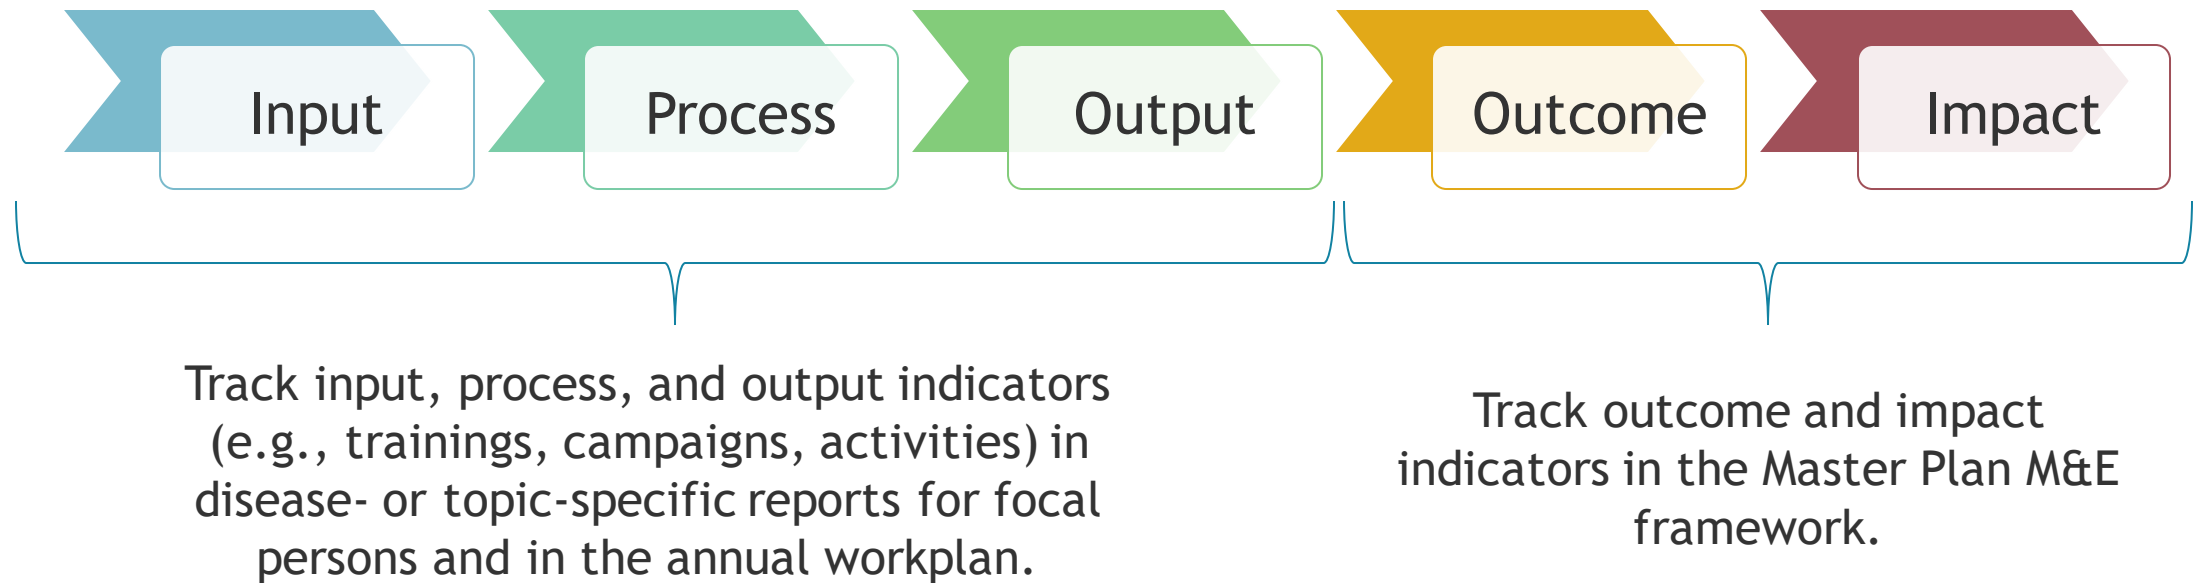 Input
Process
Output
Outcome
Impact
Track input, process, and output indicators
(e.g., trainings, campaigns, activities) in
disease- or topic-specific reports for focal
persons and in the annual workplan.
Track outcome and impact
indicators in the Master Plan M&E
framework.